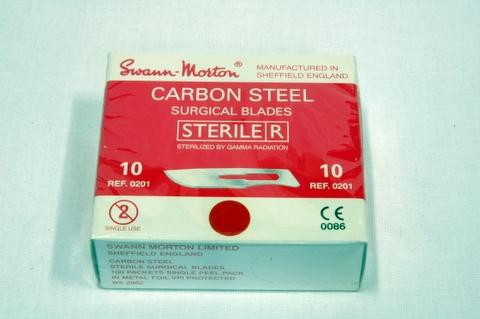 Swann-Morton®
MANUFACTURED IN
SHEFFIELD ENGLAND
CARBON STEEL
SURGICAL BLADES
STERILE R
STERILIZED BY GAMMA RADIATION
10
REF. 0201
10
REF. 0201
2
SINGLE USE
CE
0086
SWANN MORTON LIMITED
SHEFFIELD ENGLAND
CARBON STEEL
STERILE SURGICAL BLADES
100 PACKETS SINGLE PEEL PACK
IN METAL FOIL VPI PROTECTED
BS 2982